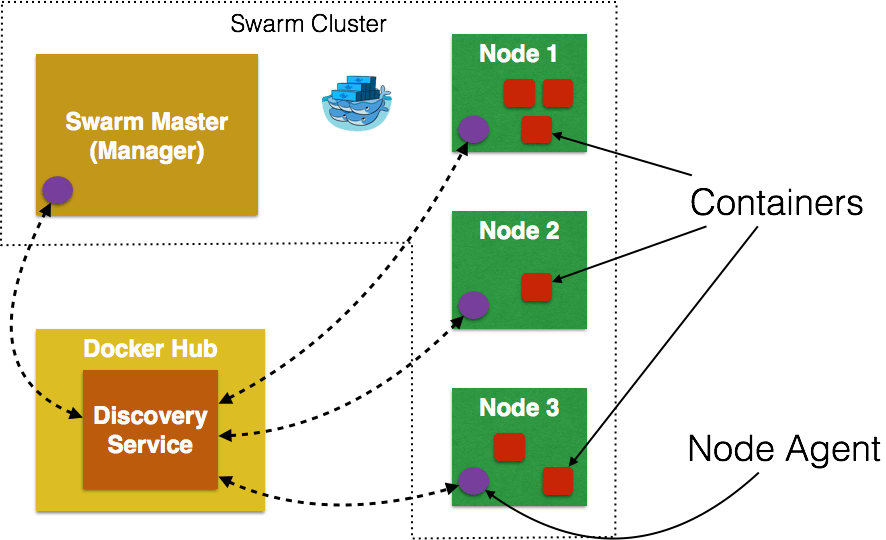 Swarm Cluster
Swarm Master
(Manager)
Node 1
Containers
Node 2
Docker Hub
Discovery
Service
Node 3
Node Agent